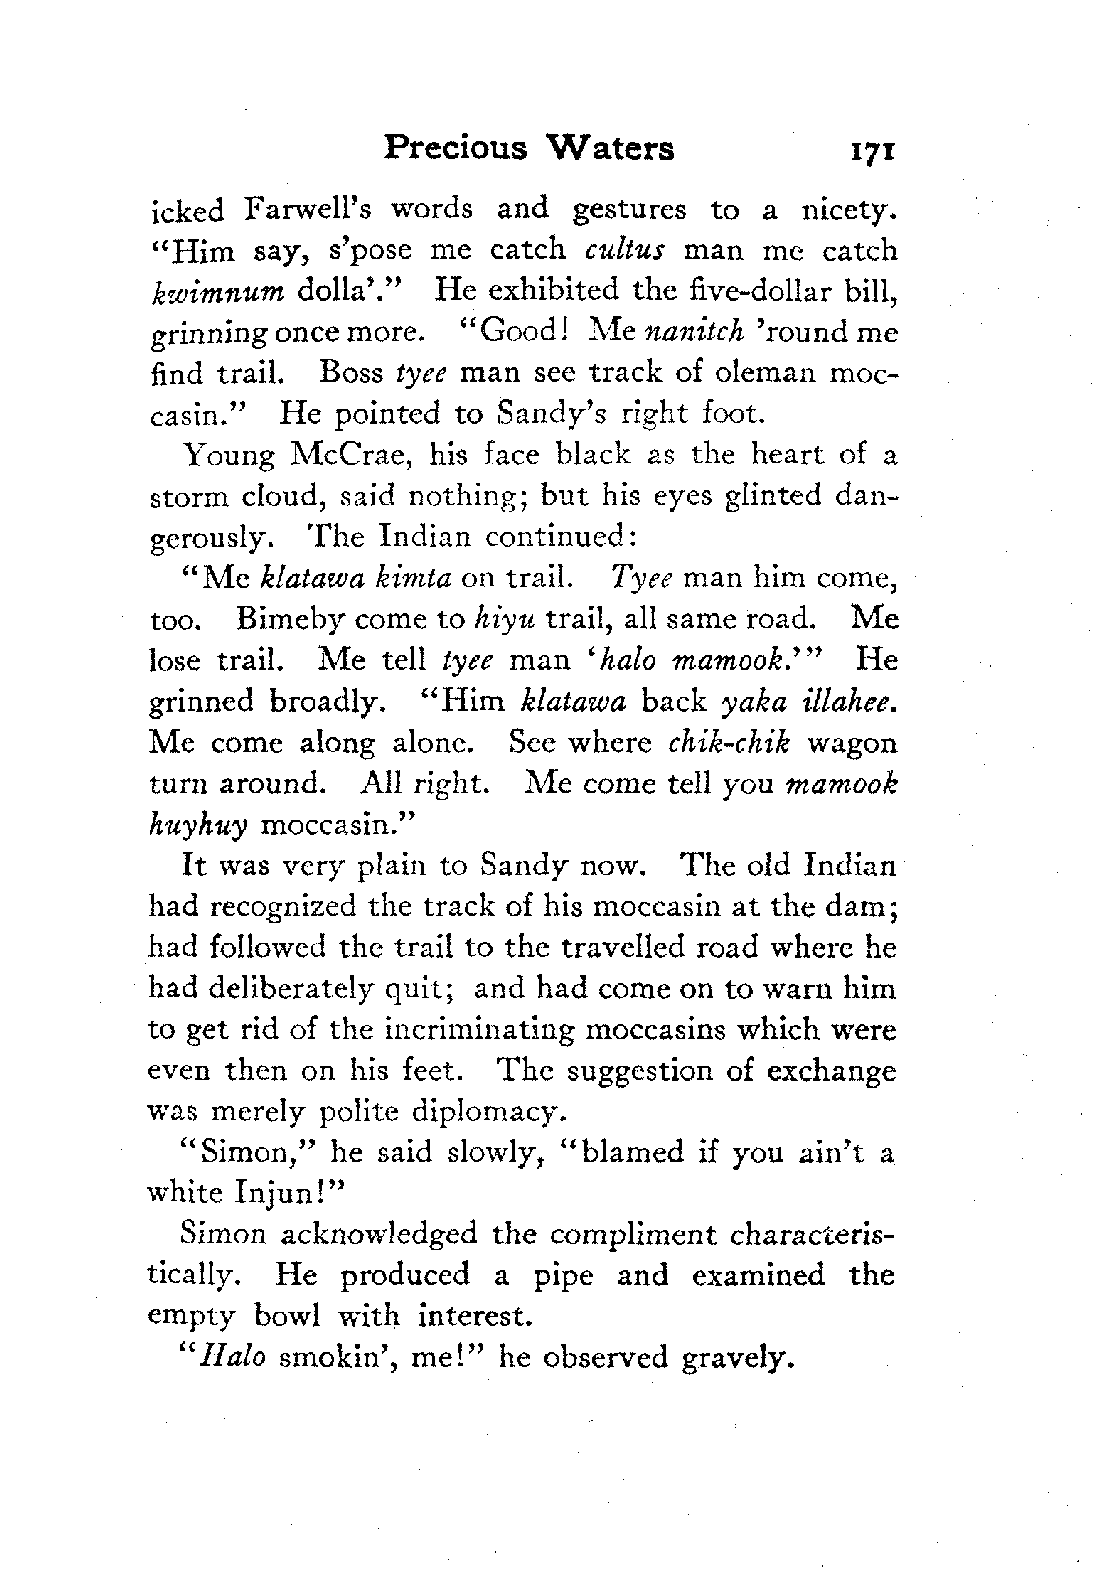 Precious Waters 171
icked Farwell's words and gestures to a nicety.
"Him say, s'pose me catch cultus man me catch
kwimnum dolla'." He exhibited the five-dollar bill,
grinning once more. "Good! Me nanitch 'round me
find trail. Boss tyee man see track of oleman moc-
casin." He pointed to Sandy's right foot.
Young McCrae, his face black as the heart of a
storm cloud, said nothing; but his eyes glinted dan-
gerously. The Indian continued:
"Me klatawa kimta on trail. Tyee man him come,
too. Bimeby come to hiyu trail, all same road. Me
lose trail. Me tell tyee man 'halo mamook.'" He
grinned broadly. "Him klatawa back yaka illahee.
Me come along alone. See where chik-chik wagon
turn around. All right. Me come tell you mamook
huyhuy moccasin."
It was very plain to Sandy now. The old Indian
had recognized the track of his moccasin at the dam;
had followed the trail to the travelled road where he
had deliberately quit; and had come on to warn him
to get rid of the incriminating moccasins which were
even then on his feet. The suggestion of exchange
was merely polite diplomacy.
"Simon," he said slowly, "blamed if you ain't a
white Injun!"
Simon acknowledged the compliment characteris-
tically. He produced a pipe and examined the
empty bowl with interest.
"Halo smokin', me!" he observed gravely.